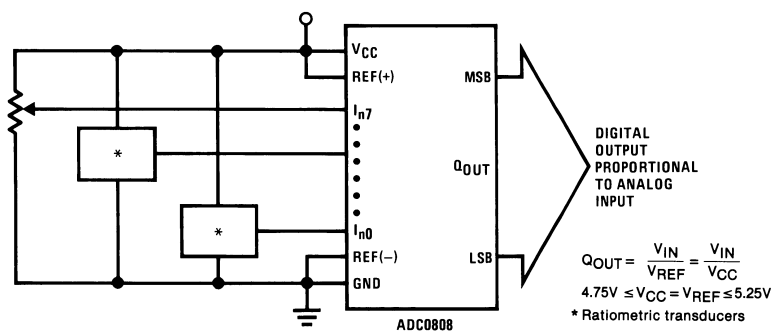 VCC
REF(+)
MSB
In7
*
*
QOUT
In0
REF(−)
LSB
GND
ADC0808
DIGITAL
OUTPUT
PROPORTIONAL
TO ANALOG
INPUT
QOUT = VIN/VREF = VIN/VCC
4.75V ≤ VCC = VREF ≤ 5.25V
* Ratiometric transducers